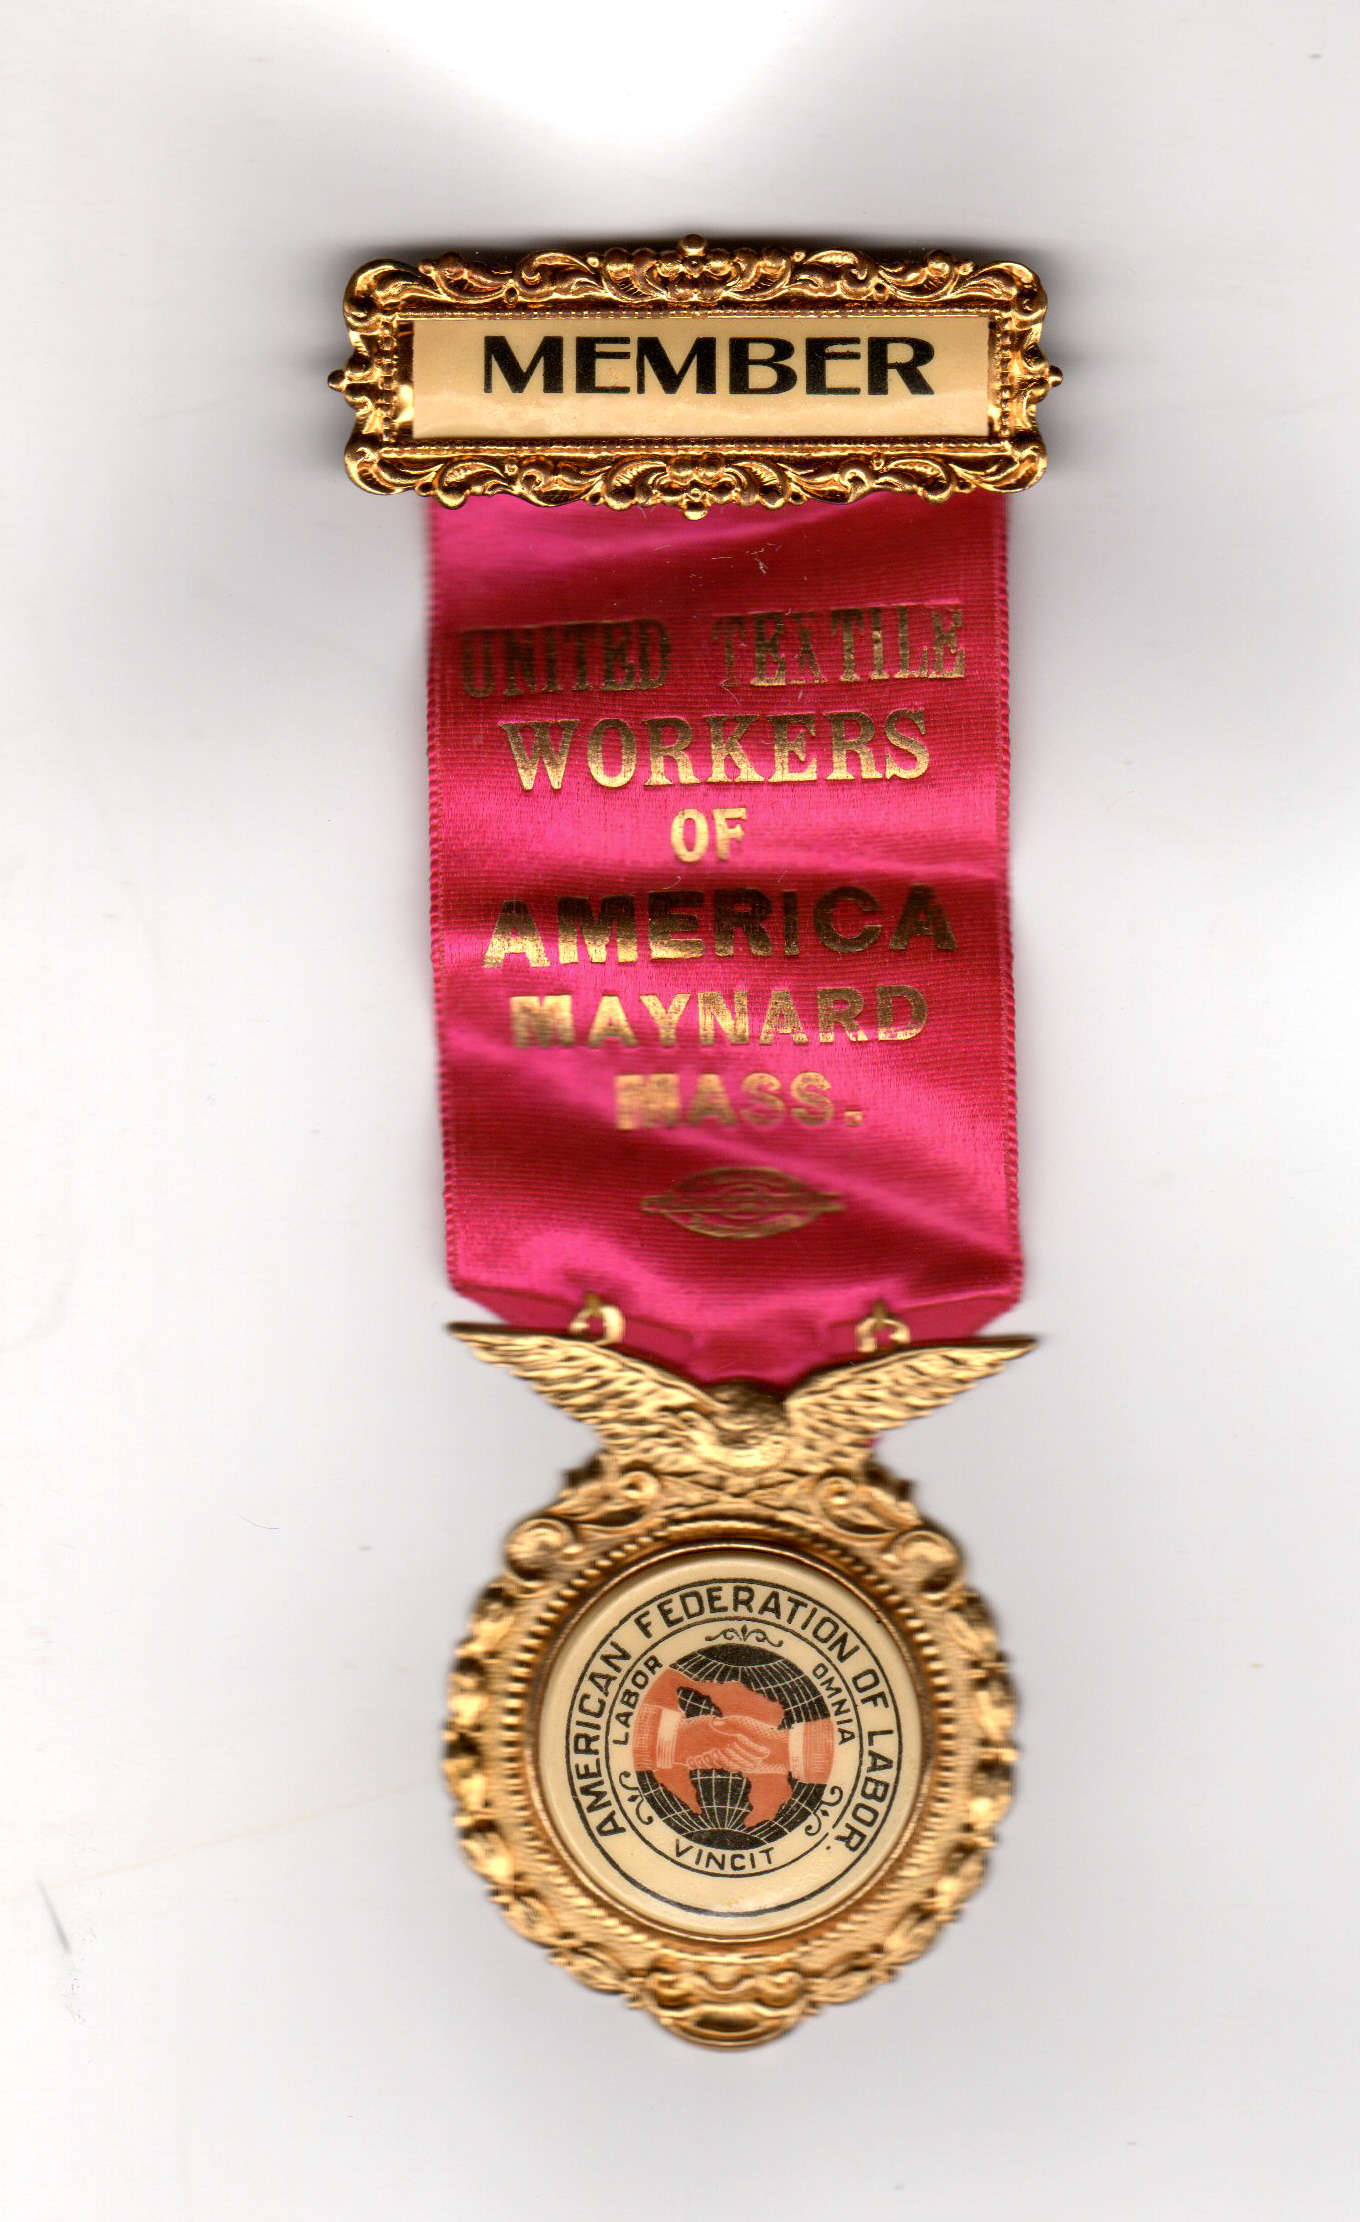 MEMBER
UNITED TEXTILE
WORKERS
OF
AMERICA
MAYNARD
MASS.
AMERICAN FEDERATION OF LABOR
LABOR
OMNIA
VINCIT